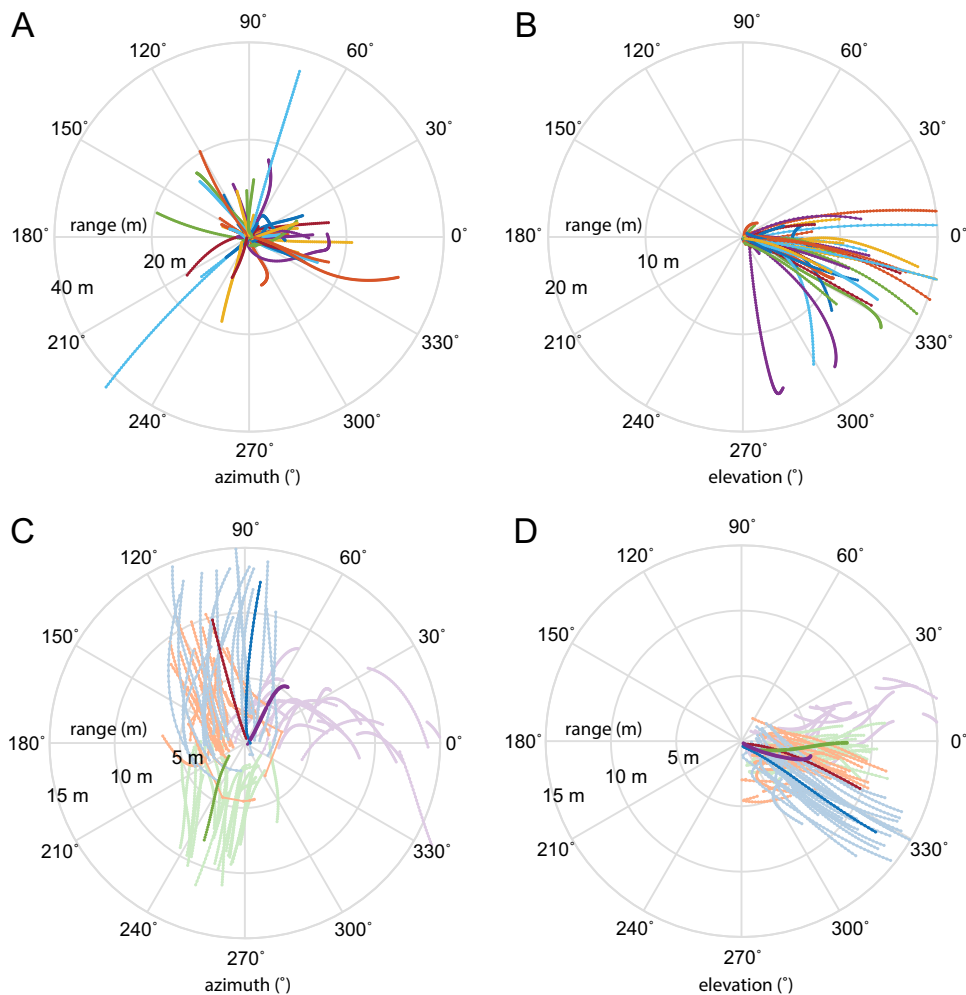 A
90˚
120˚
60˚
150˚
30˚
range (m)
180˚
0˚
20 m
40 m
210˚
330˚
240˚
300˚
270˚
azimuth (˚)
B
90˚
120˚
60˚
150˚
30˚
range (m)
180˚
0˚
10 m
20 m
210˚
330˚
240˚
300˚
270˚
elevation (˚)
C
90˚
120˚
60˚
150˚
30˚
range (m)
180˚
0˚
5 m
10 m
15 m
210˚
330˚
240˚
300˚
270˚
azimuth (˚)
D
90˚
120˚
60˚
150˚
30˚
range (m)
180˚
0˚
5 m
10 m
15 m
210˚
330˚
240˚
300˚
270˚
elevation (˚)